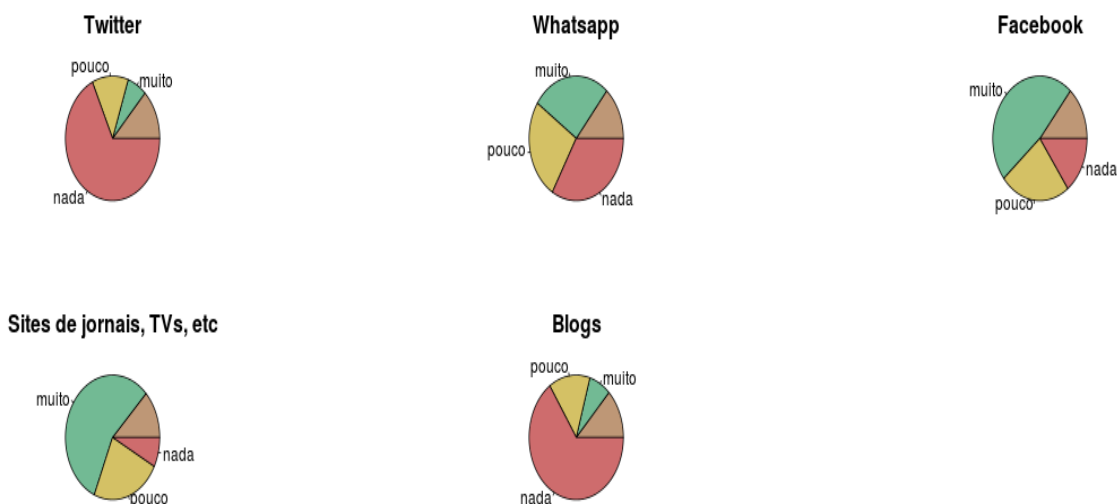 Twitter
pouco
muito
nada
Whatsapp
muito
pouco
nada
Facebook
muito
nada
pouco
Sites de jornais, TVs, etc
muito
nada
pouco
Blogs
pouco
muito
nada